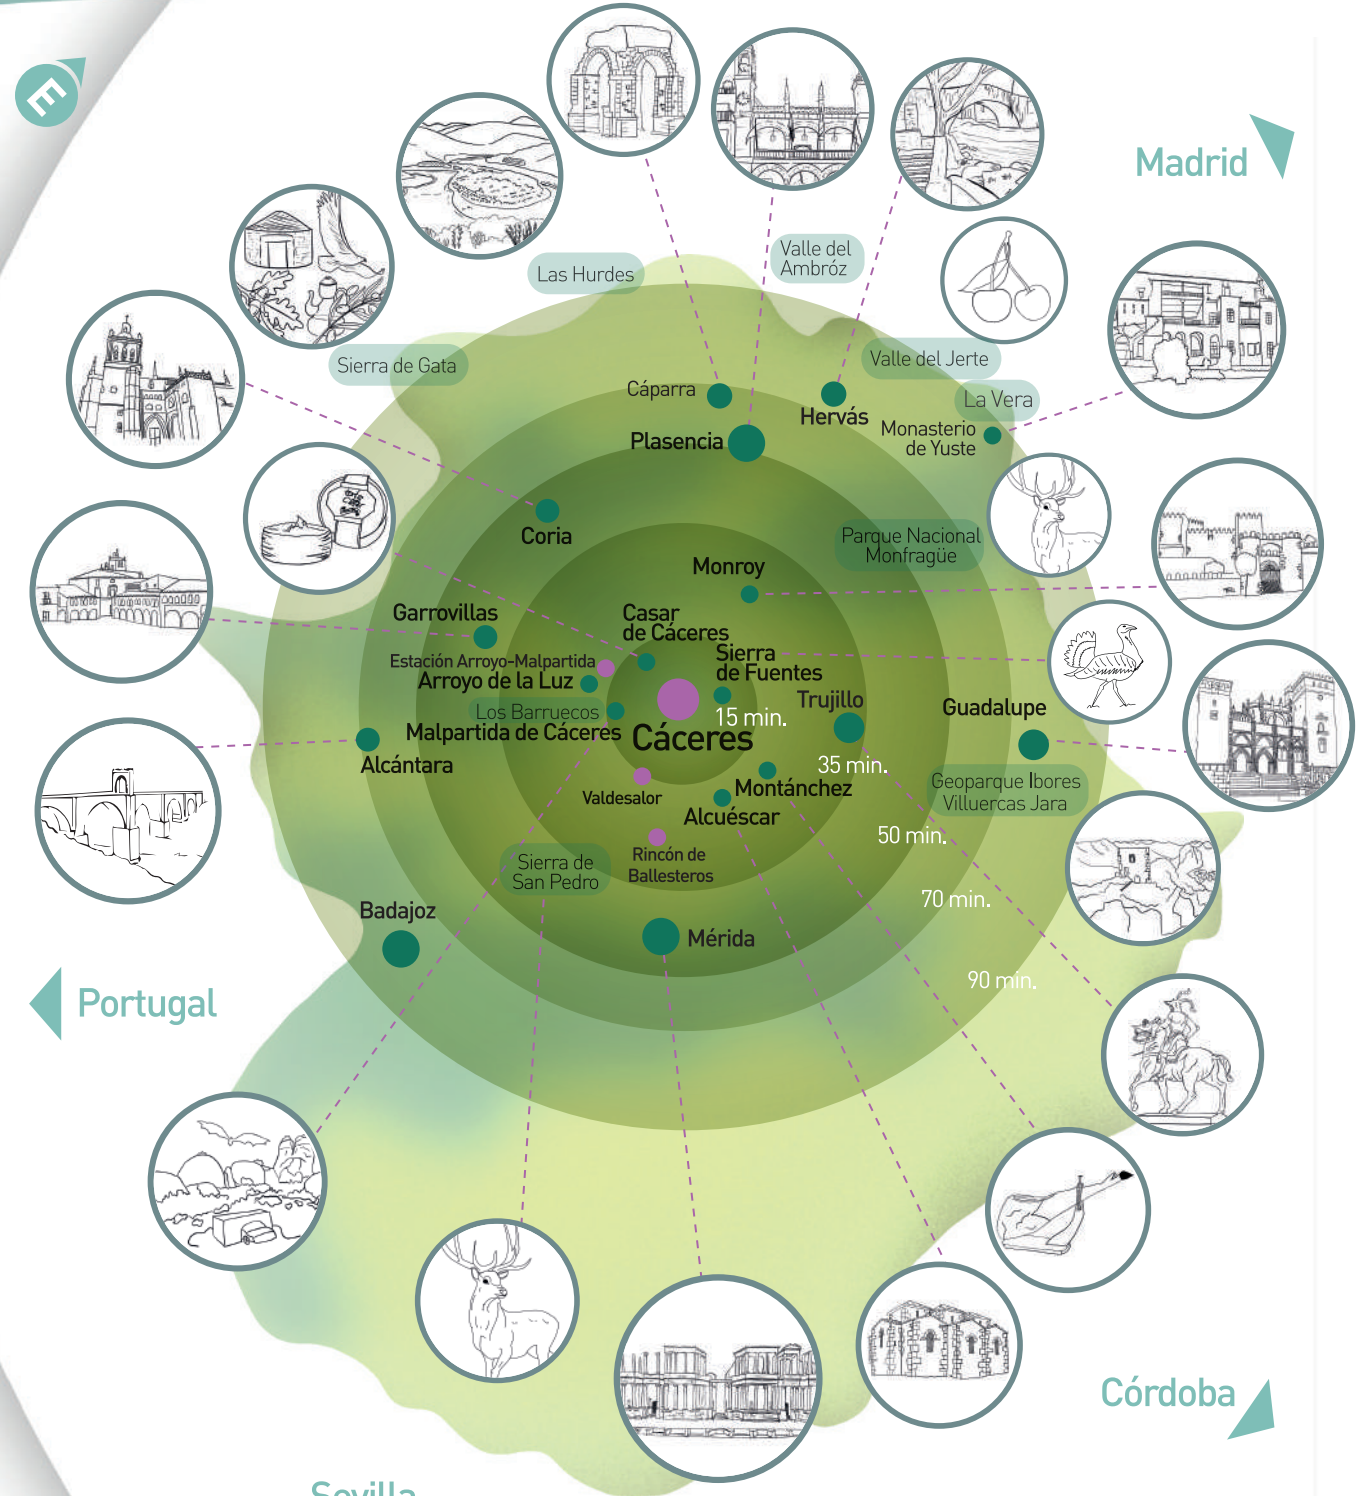 E
Madrid
Valle del
Ambróz
Las Hurdes
Sierra de Gata
Valle del Jerte
Cáparra
La Vera
Hervás
Plasencia
Monasterio
de Yuste
Coria
Parque Nacional
Monfragüe
Monroy
Garrovillas
Casar
de Cáceres
Estación Arroyo-Malpartida
Sierra
de Fuentes
Arroyo de la Luz
Trujillo
Los Barruecos
Guadalupe
15 min.
Malpartida de Cáceres
Cáceres
Alcántara
35 min.
Geoparque Ibores
Villuercas Jara
Montánchez
Valdesalor
Alcuéscar
50 min.
Rincón de
Ballesteros
Sierra de
San Pedro
70 min.
Badajoz
Mérida
90 min.
Portugal
Córdoba
Sevilla